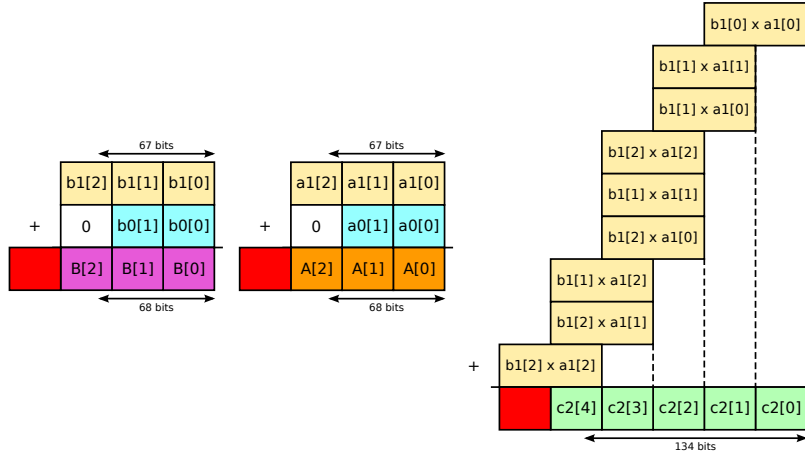 b1[0] x a1[0]
b1[1] x a1[1]
b1[1] x a1[0]
67 bits
67 bits
b1[2] x a1[2]
b1[2] b1[1] b1[0]
a1[2] a1[1] a1[0]
b1[1] x a1[1]
+ 0 b0[1] b0[0]
+ 0 a0[1] a0[0]
b1[2] x a1[0]
B[2] B[1] B[0]
A[2] A[1] A[0]
b1[1] x a1[2]
68 bits
68 bits
b1[2] x a1[1]
+ b1[2] x a1[2]
c2[4] c2[3] c2[2] c2[1] c2[0]
134 bits